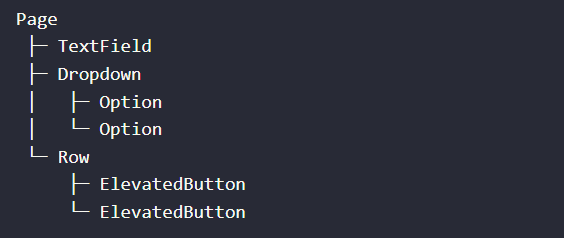 Page
├─ TextField
├─ Dropdown
│   ├─ Option
│   └─ Option
└─ Row
    ├─ ElevatedButton
    └─ ElevatedButton